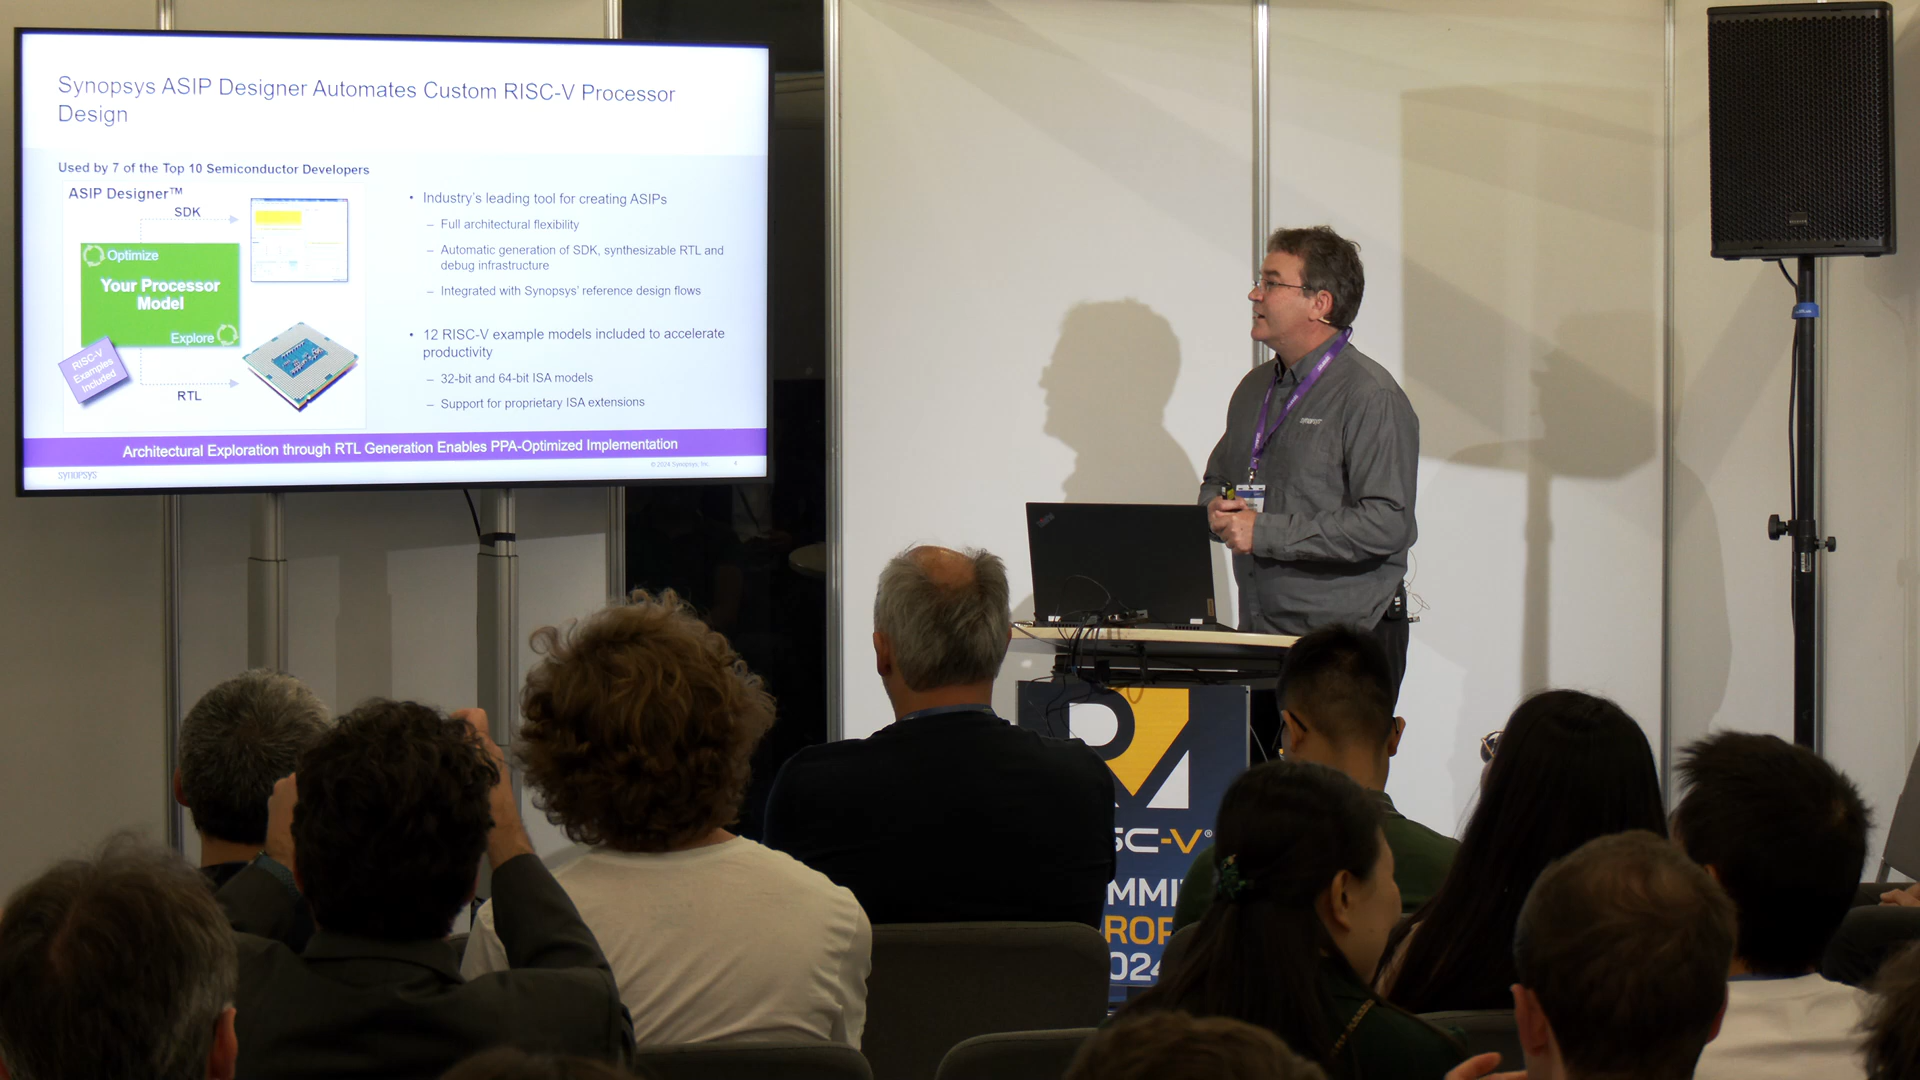 Synopsys ASIP Designer Automates Custom RISC-V Processor
Design
Used by 7 of the Top 10 Semiconductor Developers
ASIP Designer™
SDK
Optimize
Your Processor
Model
Explore
RISC-V
Examples
Included
RTL
• Industry's leading tool for creating ASIPs
– Full architectural flexibility
– Automatic generation of SDK, synthesizable RTL and
debug infrastructure
– Integrated with Synopsys' reference design flows
• 12 RISC-V example models included to accelerate
productivity
– 32-bit and 64-bit ISA models
– Support for proprietary ISA extensions
Architectural Exploration through RTL Generation Enables PPA-Optimized Implementation
SYNOPSYS
© 2024 Synopsys, Inc.
SC-V®
MMI
ROP
024